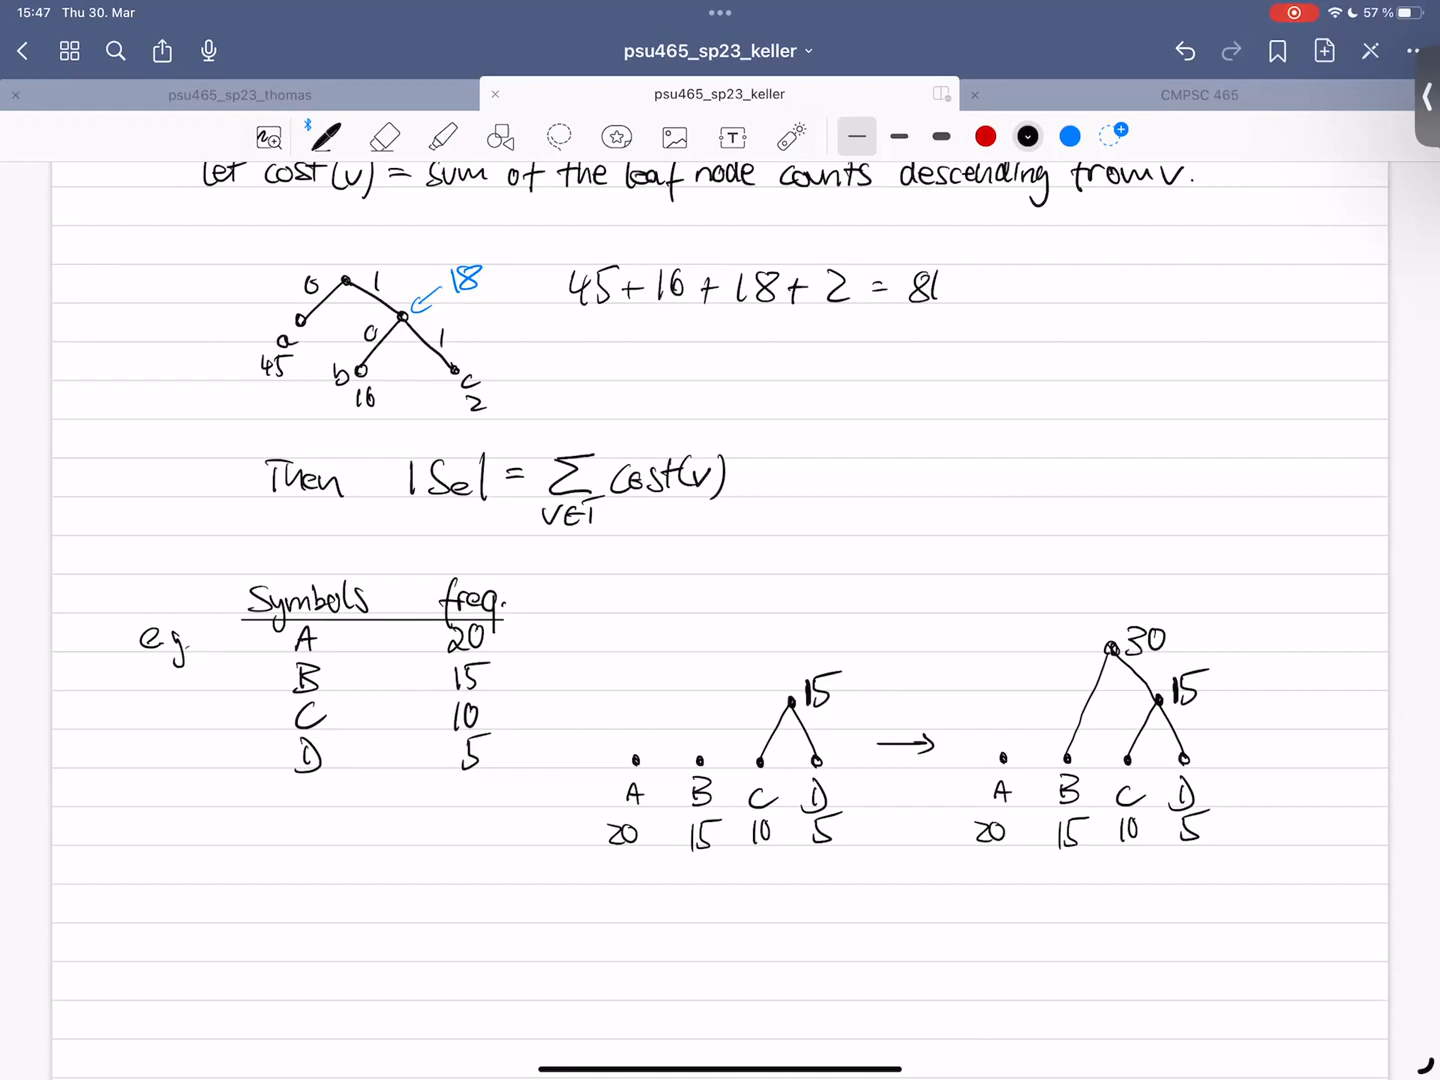 15:47 Thu 30. Mar
57 %
psu465_sp23_keller
psu465_sp23_thomas
psu465_sp23_keller
CMPSC 465
Let cost(v) = sum of the leaf node counts descending from v.
0 1 18
45 + 16 + 18 + 2 = 81
a 0 1
45 b c
16 2
Then |Se| = ∑ cost(v)
v∈T
Symbols freq.
e.g. A 20
B 15
C 10
D 5
15
→
30
15
A B C D
20 15 10 5
A B C D
20 15 10 5